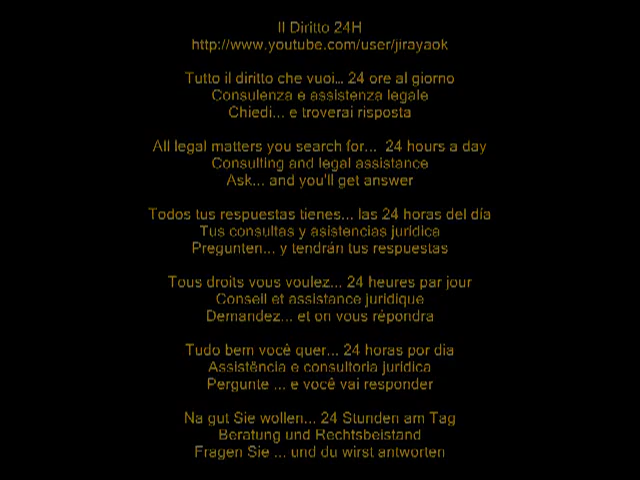 Il Diritto 24H
http://www.youtube.com/user/jirayaok
Tutto il diritto che vuoi... 24 ore al giorno
Consulenza e assistenza legale
Chiedi... e troverai risposta
All legal matters you search for... 24 hours a day
Consulting and legal assistance
Ask... and you'll get answer
Todos tus respuestas tienes... las 24 horas del día
Tus consultas y asistencias jurídica
Pregunten... y tendrán tus respuestas
Tous droits vous voulez... 24 heures par jour
Conseil et assistance juridique
Demandez... et on vous répondra
Tudo bem você quer... 24 horas por dia
Assistência e consultoria jurídica
Pergunte ... e você vai responder
Na gut Sie wollen... 24 Stunden am Tag
Beratung und Rechtsbeistand
Fragen Sie ... und du wirst antworten